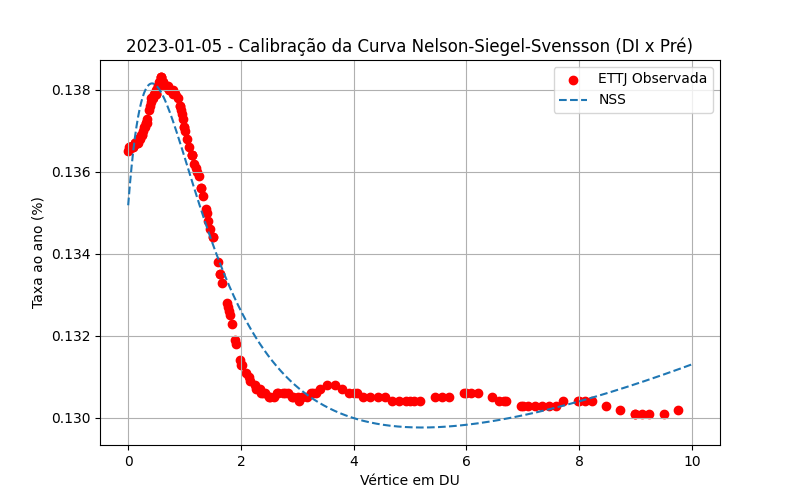 2023-01-05 - Calibração da Curva Nelson-Siegel-Svensson (DI x Pré)
ETTJ Observada
NSS
Taxa ao ano (%)
0.138
0.136
0.134
0.132
0.130
0 2 4 6 8 10
Vértice em DU